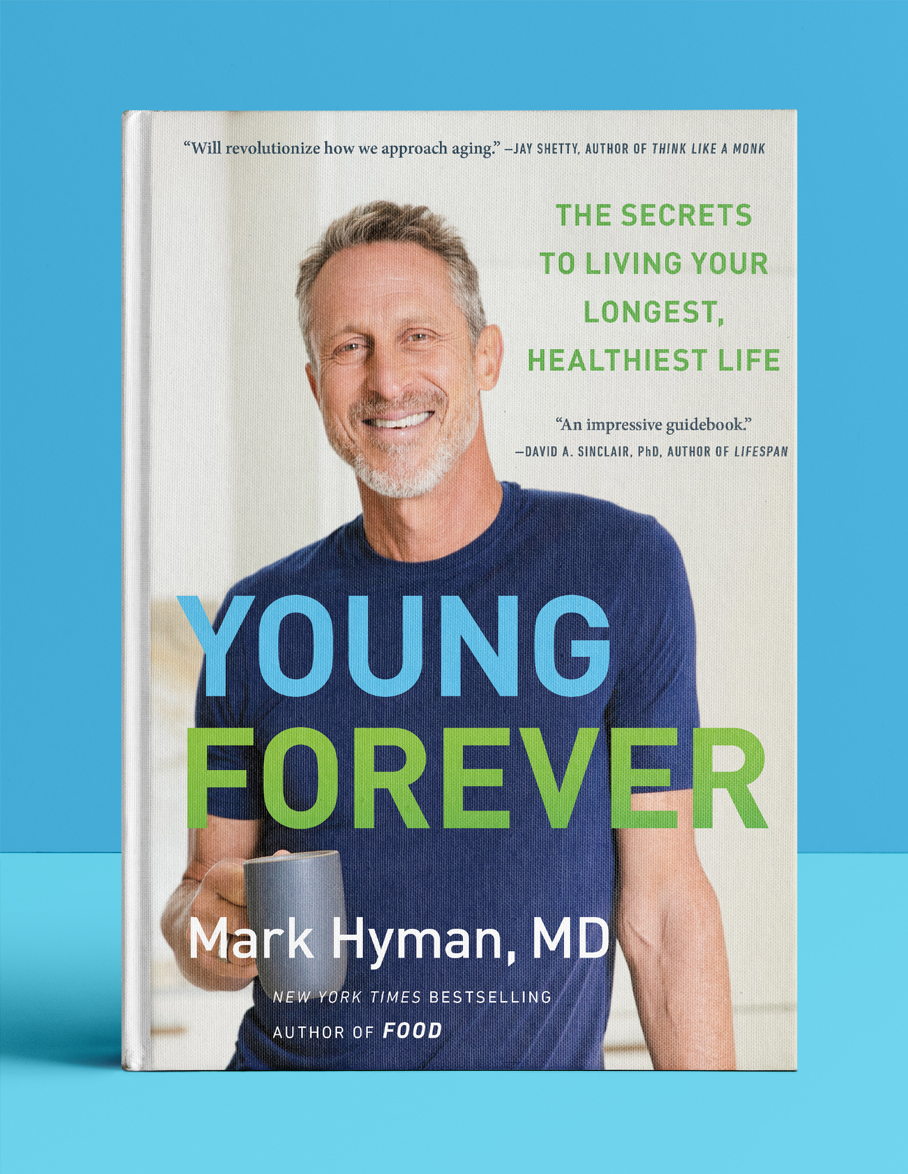 “Will revolutionize how we approach aging.” —JAY SHETTY, AUTHOR OF THINK LIKE A MONK
THE SECRETS
TO LIVING YOUR
LONGEST,
HEALTHIEST LIFE
“An impressive guidebook.”
—DAVID A. SINCLAIR, PhD, AUTHOR OF LIFESPAN
YOUNG
FOREVER
Mark Hyman, MD
NEW YORK TIMES BESTSELLING
AUTHOR OF FOOD